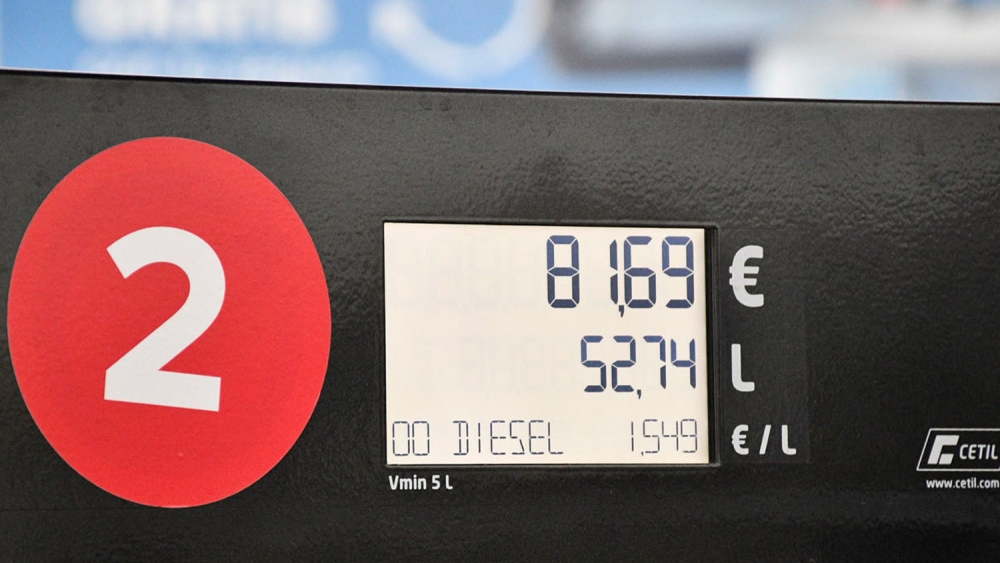 2
81,69 €
52,74 L
00 DIESEL 1,549 € / L
Vmin 5 L
CETIL
www.cetil.com